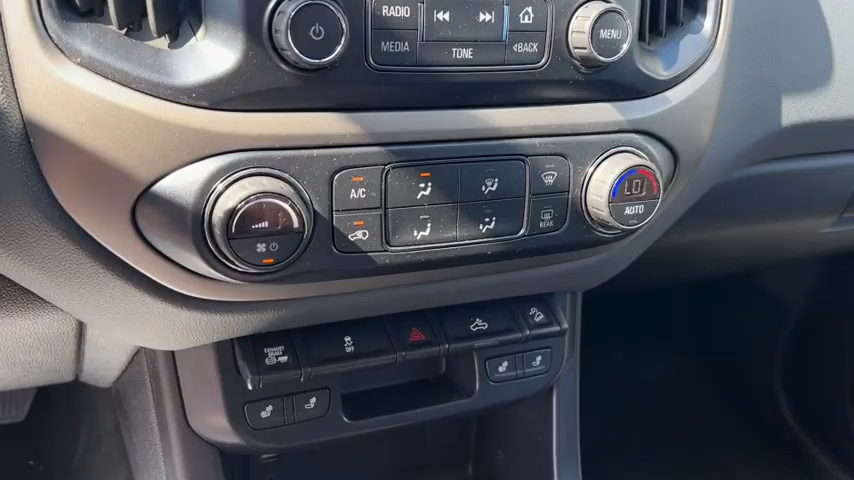 RADIO
MEDIA
TONE
BACK
MENU
A/C
REAR
LO
AUTO
EXHAUST
BRAKE
OFF